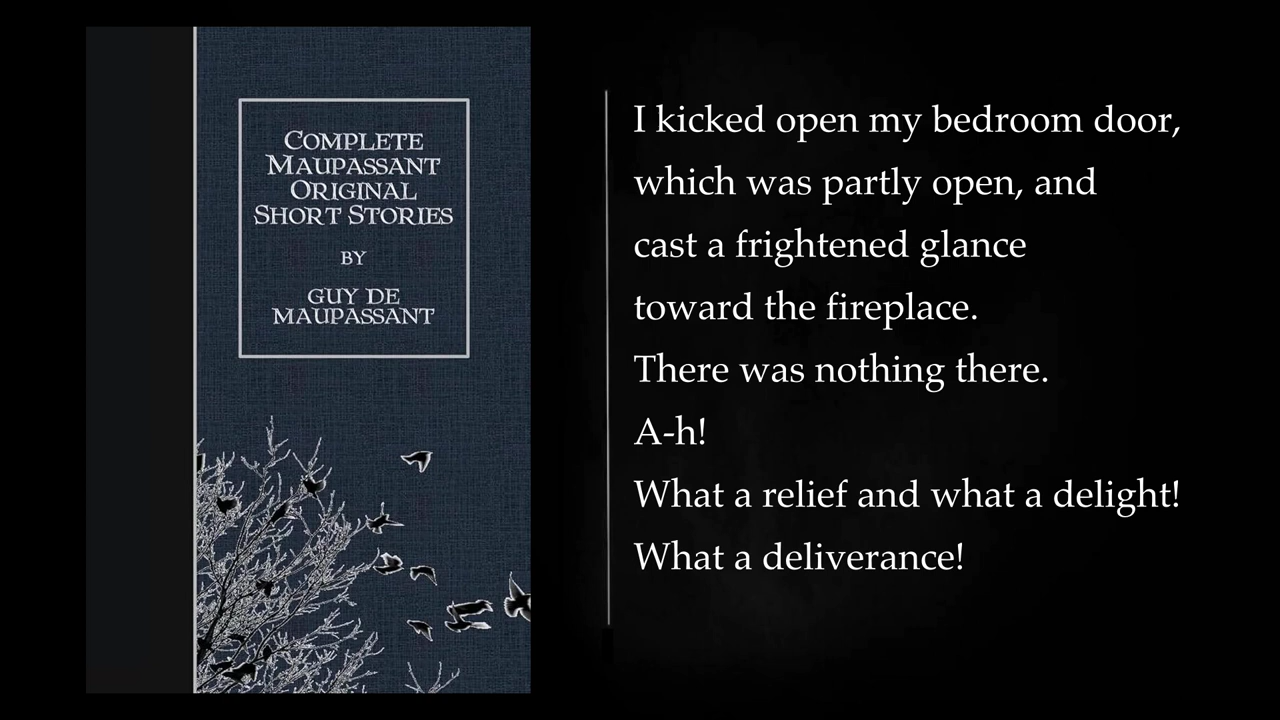 COMPLETE
MAUPASSANT
ORIGINAL
SHORT STORIES
BY
GUY DE
MAUPASSANT
I kicked open my bedroom door,
which was partly open, and
cast a frightened glance
toward the fireplace.
There was nothing there.
A-h!
What a relief and what a delight!
What a deliverance!